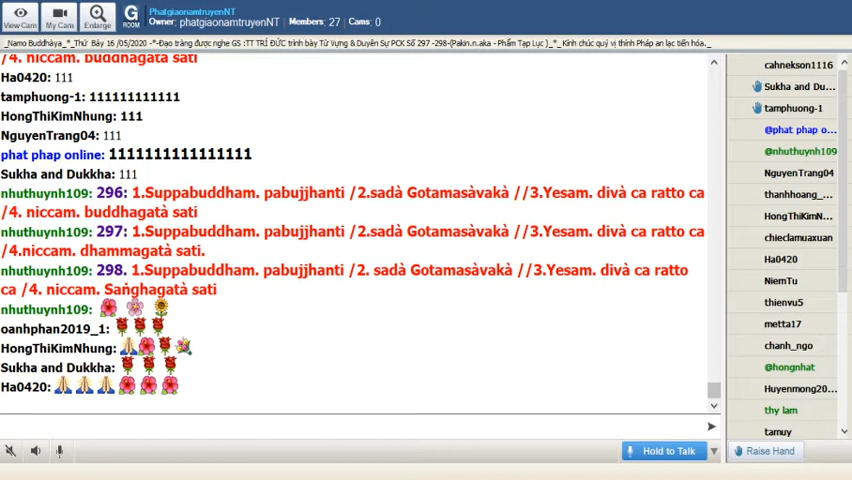 View Cam
My Cam
Enlarge
G
ROOM
PhatgiaonamtruyenNT
Owner: phatgiaonamtruyenNT Members: 27 Cams: 0
_Namo Buddhàya_*_Thứ Bảy 16 /05/2020 -*-Đạo tràng được nghe GS :TT TRÍ ĐỨC trình bày Từ Vựng & Duyên Sự PCK Số 297 -298-(Pakin.n.aka - Phẩm Tạp Lục )_*_ Kính chúc quý vị thính Pháp an lạc tiến hóa._
/4. niccam. buddhagatà sati
Ha0420: 111
tamphuong-1: 111111111111
HongThiKimNhung: 111
NguyenTrang04: 111
phat phap online: 1111111111111111
Sukha and Dukkha: 111
nhuthuynh109: 296: 1.Suppabuddham. pabujjhanti /2.sadà Gotamasàvakà //3.Yesam. divà ca ratto ca
/4. niccam. buddhagatà sati
nhuthuynh109: 297: 1.Suppabuddham. pabujjhanti /2.sadà Gotamasàvakà //3.Yesam. divà ca ratto ca
/4.niccam. dhammagatà sati.
nhuthuynh109: 298. 1.Suppabuddham. pabujjhanti /2. sadà Gotamasàvakà //3.Yesam. divà ca ratto
ca /4. niccam. Saṅghagatà sati
nhuthuynh109:
oanhphan2019_1:
HongThiKimNhung:
Sukha and Dukkha:
Ha0420:
cahnekson1116
Sukha and Du...
tamphuong-1
@phat phap o...
@nhuthuynh109
NguyenTrang04
thanhhoang_...
HongThiKimN...
chieclamuaxuan
Ha0420
NiemTu
thienvu5
metta17
chanh_ngo
@hongnhat
Huyenmong20...
thy lam
tamuy
Hold to Talk
Raise Hand